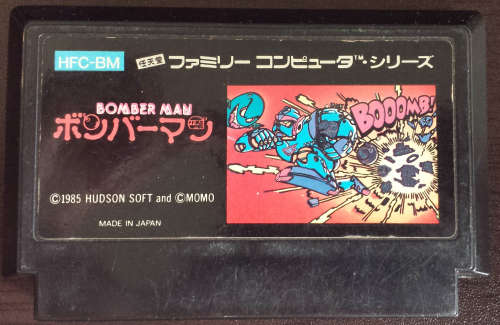 HFC-BM
任天堂 ファミリー コンピュータ™・シリーズ
BOMBER MAN
ボンバーマン
BOOOMB!
©1985 HUDSON SOFT and ©MOMO
MADE IN JAPAN